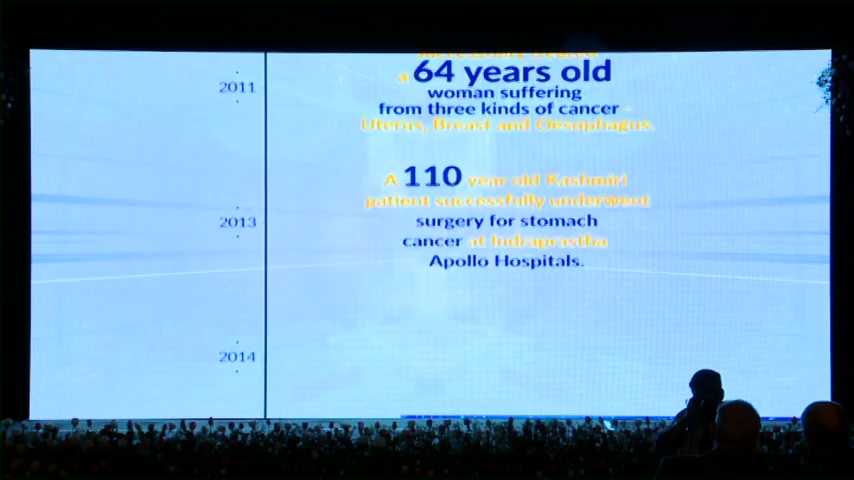 2011
a 64 years old
woman suffering
from three kinds of cancer -
Uterus, Breast and Oesophagus.
A 110 year old Kashmiri
patient successfully underwent
2013
surgery for stomach
cancer at Indraprastha
Apollo Hospitals.
2014